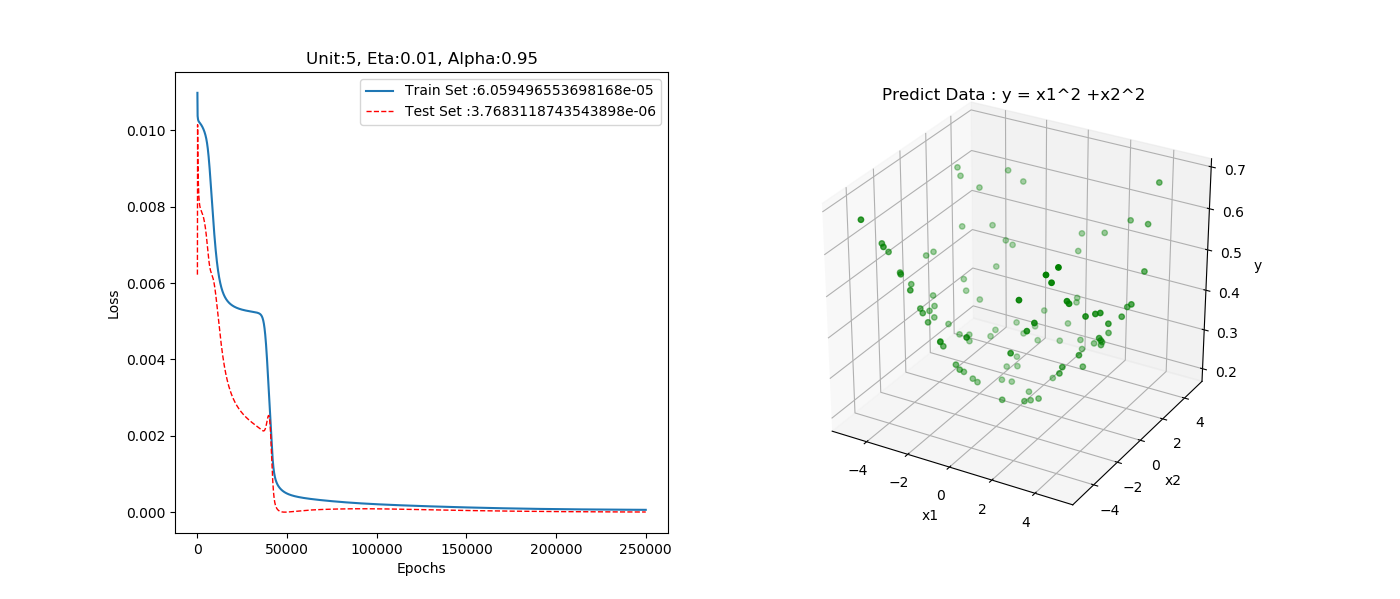 Unit:5, Eta:0.01, Alpha:0.95
Train Set :6.059496553698168e-05
Test Set :3.7683118743543898e-06
0.010
0.008
0.006
0.004
0.002
0.000
Loss
0 50000 100000 150000 200000 250000
Epochs
Predict Data : y = x1^2 +x2^2
0.7
0.6
0.5
0.4
0.3
0.2
y
−4 −2 0 2 4
x1
−4 −2 0 2 4
x2